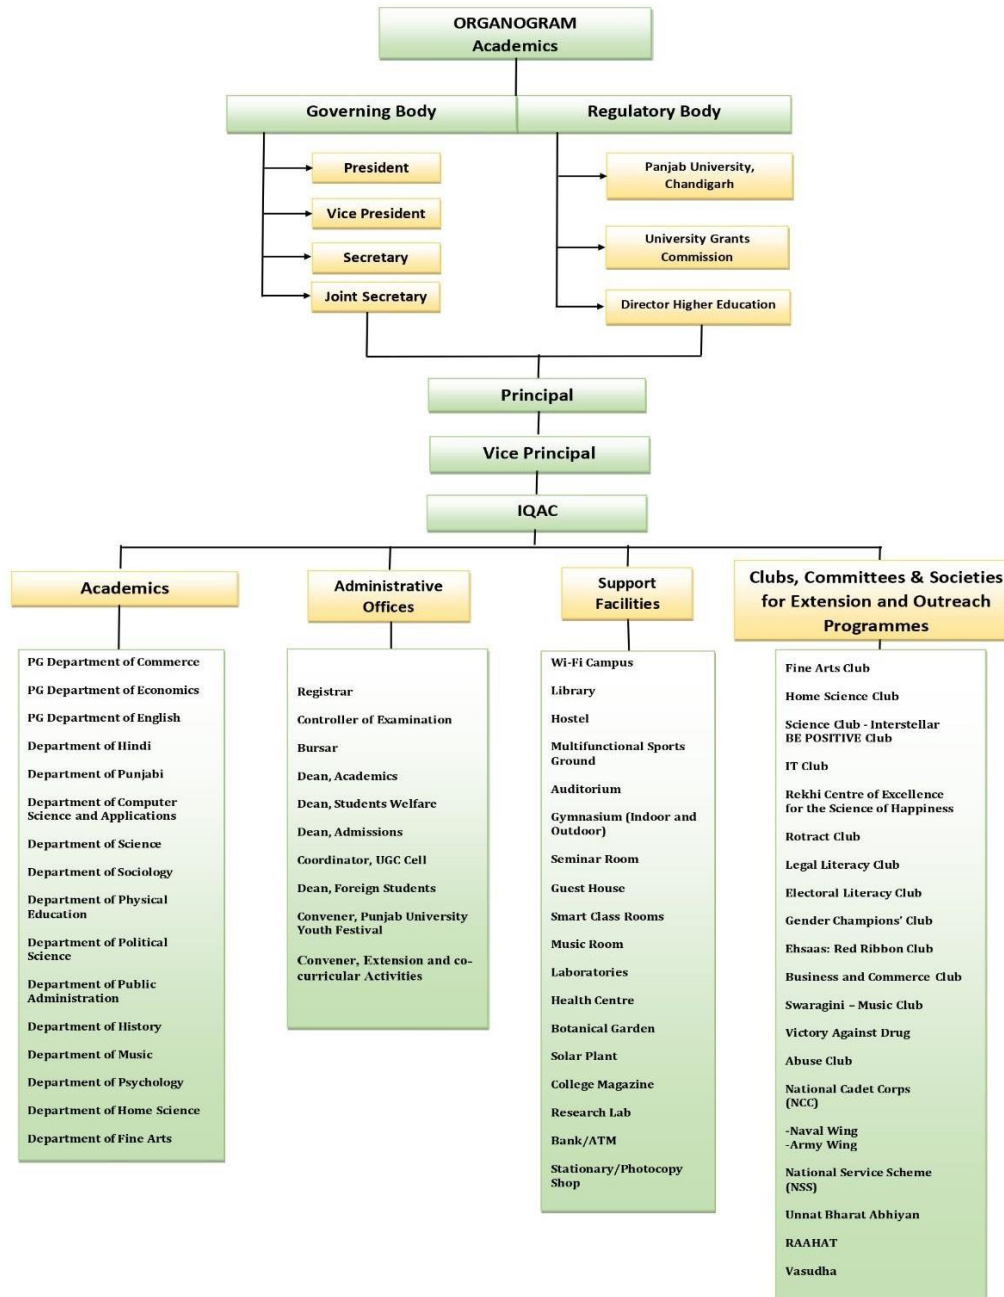 ORGANOGRAM
Academics
Governing Body
Regulatory Body
President
Vice President
Secretary
Joint Secretary
Panjab University,
Chandigarh
University Grants
Commission
Director Higher Education
Principal
Vice Principal
IQAC
Academics
PG Department of Commerce
PG Department of Economics
PG Department of English
Department of Hindi
Department of Punjabi
Department of Computer
Science and Applications
Department of Science
Department of Sociology
Department of Physical
Education
Department of Political
Science
Department of Public
Administration
Department of History
Department of Music
Department of Psychology
Department of Home Science
Department of Fine Arts
Administrative
Offices
Registrar
Controller of Examination
Bursar
Dean, Academics
Dean, Students Welfare
Dean, Admissions
Coordinator, UGC Cell
Dean, Foreign Students
Convener, Punjab University
Youth Festival
Convener, Extension and co-
curricular Activities
Support
Facilities
Wi-Fi Campus
Library
Hostel
Multifunctional Sports
Ground
Auditorium
Gymnasium (Indoor and
Outdoor)
Seminar Room
Guest House
Smart Class Rooms
Music Room
Laboratories
Health Centre
Botanical Garden
Solar Plant
College Magazine
Research Lab
Bank/ATM
Stationary/Photocopy
Shop
Clubs, Committees & Societies
for Extension and Outreach
Programmes
Fine Arts Club
Home Science Club
Science Club - Interstellar
BE POSITIVE Club
IT Club
Rekhi Centre of Excellence
for the Science of Happiness
Rotract Club
Legal Literacy Club
Electoral Literacy Club
Gender Champions' Club
Ehsaas: Red Ribbon Club
Business and Commerce Club
Swaragini – Music Club
Victory Against Drug
Abuse Club
National Cadet Corps
(NCC)
-Naval Wing
-Army Wing
National Service Scheme
(NSS)
Unnat Bharat Abhiyan
RAAHAT
Vasudha